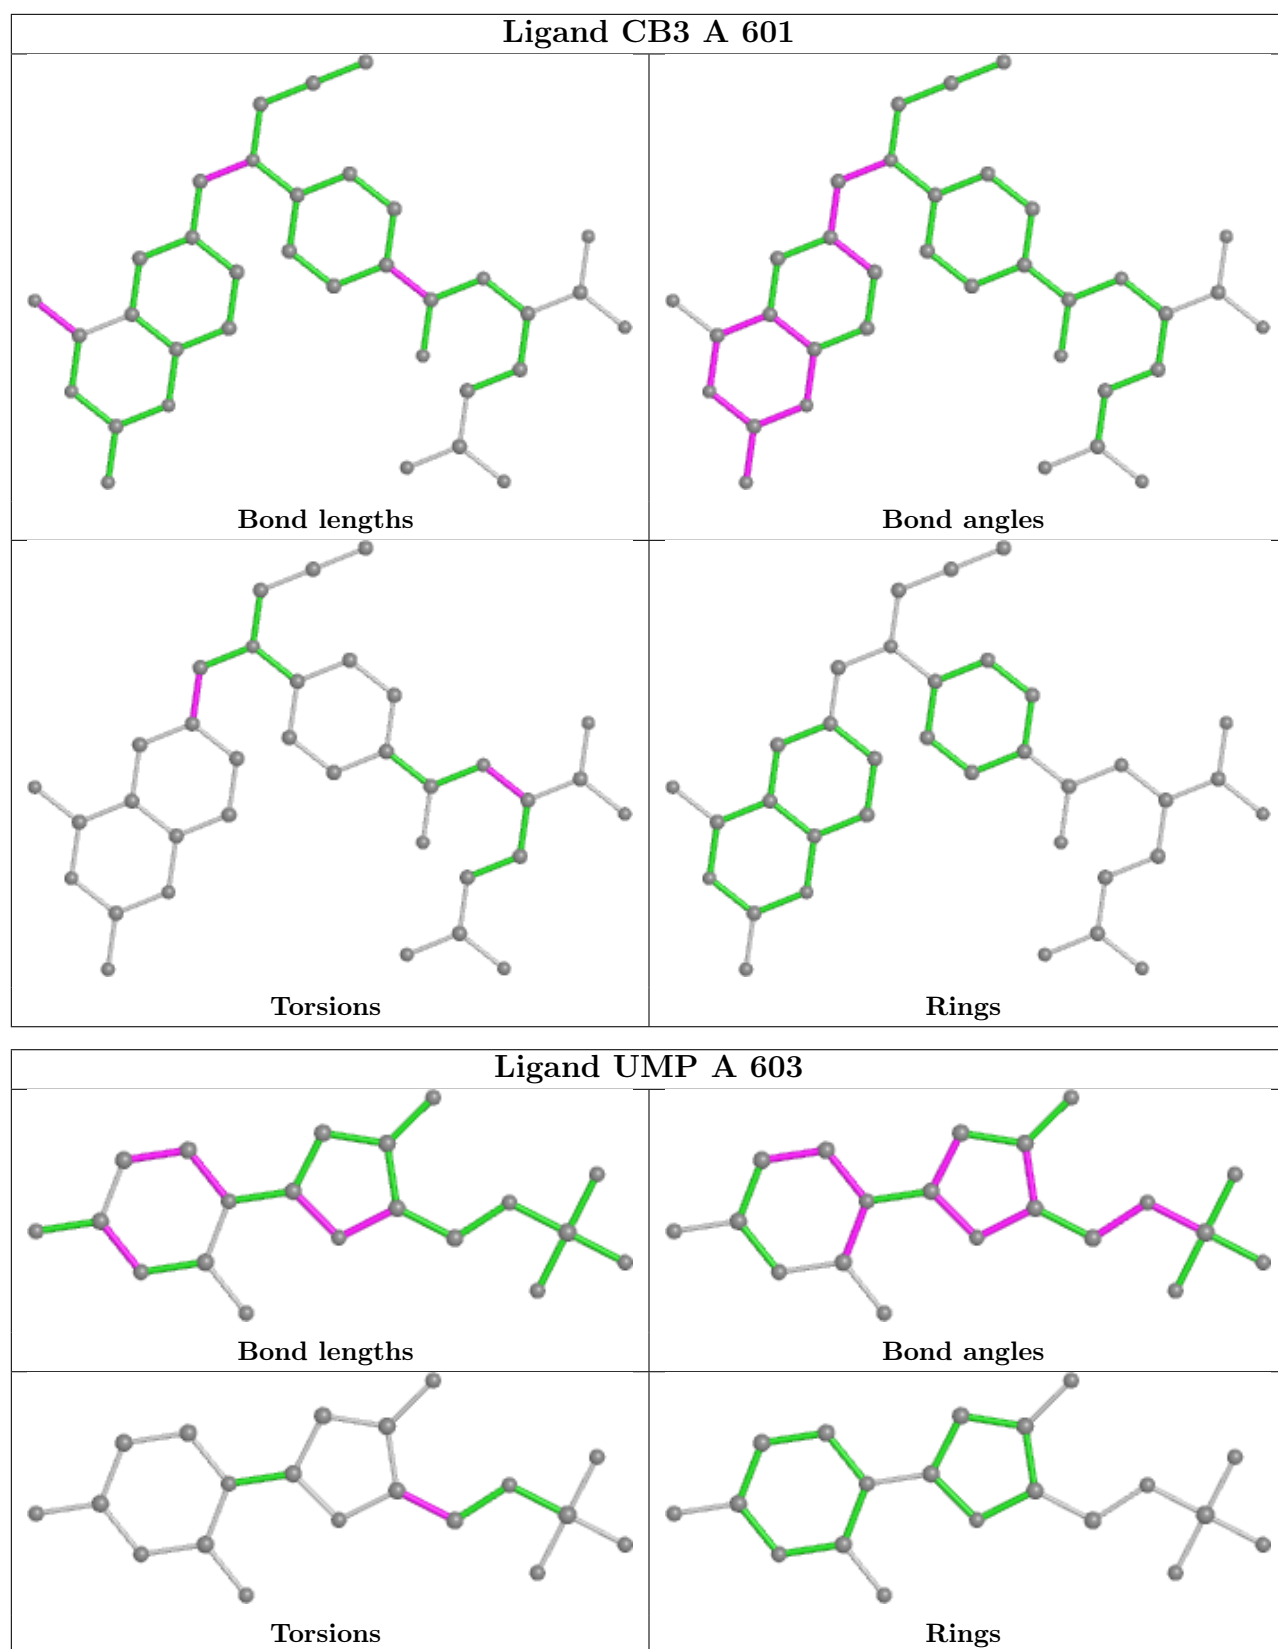 Ligand CB3 A 601
Bond lengths
Bond angles
Torsions
Rings
Ligand UMP A 603
Bond lengths
Bond angles
Torsions
Rings